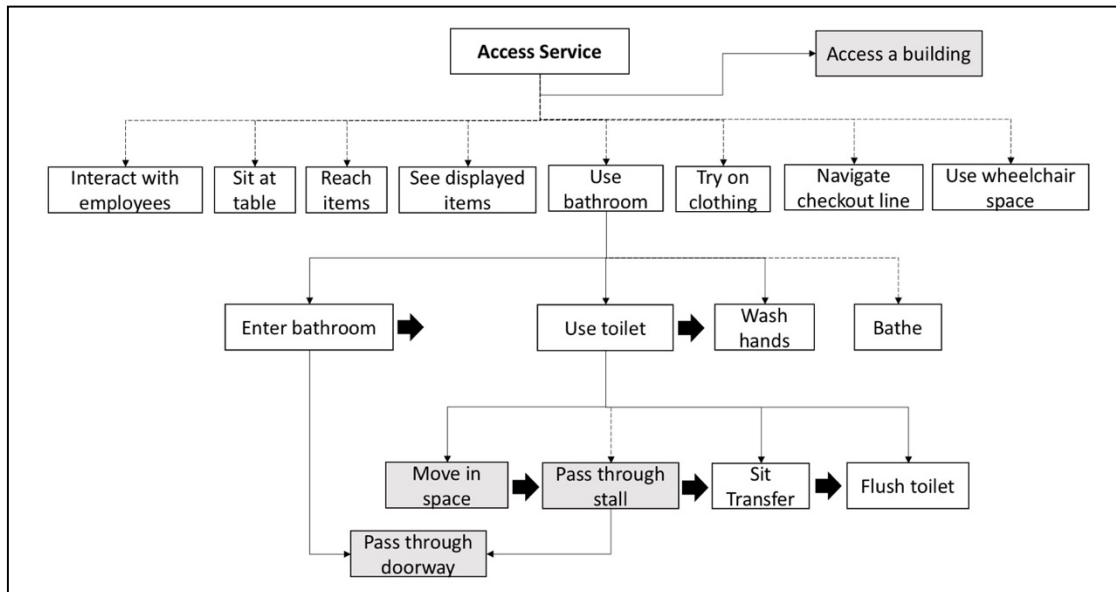 Access Service
Access a building
Interact with
employees
Sit at
table
Reach
items
See displayed
items
Use
bathroom
Try on
clothing
Navigate
checkout line
Use wheelchair
space
Enter bathroom
Use toilet
Wash
hands
Bathe
Move in
space
Pass through
stall
Sit
Transfer
Flush toilet
Pass through
doorway